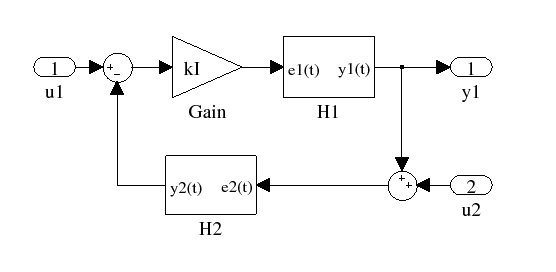 1
u1
+
−
kI
Gain
e1(t) y1(t)
H1
1
y1
y2(t) e2(t)
H2
+
+
2
u2